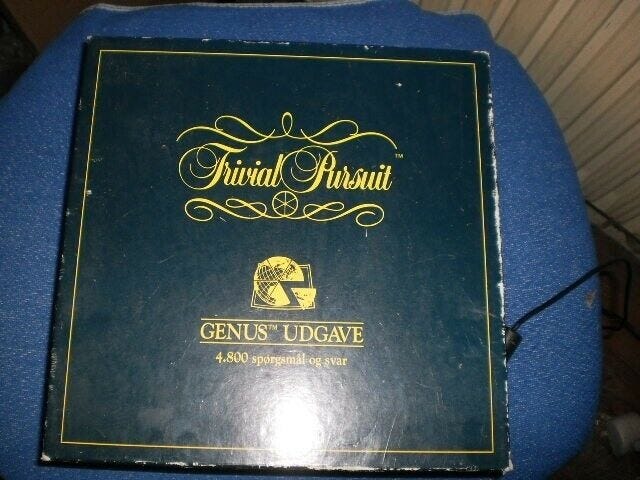 Trivial Pursuit™
GENUS™ UDGAVE
4.800 spørgsmål og svar